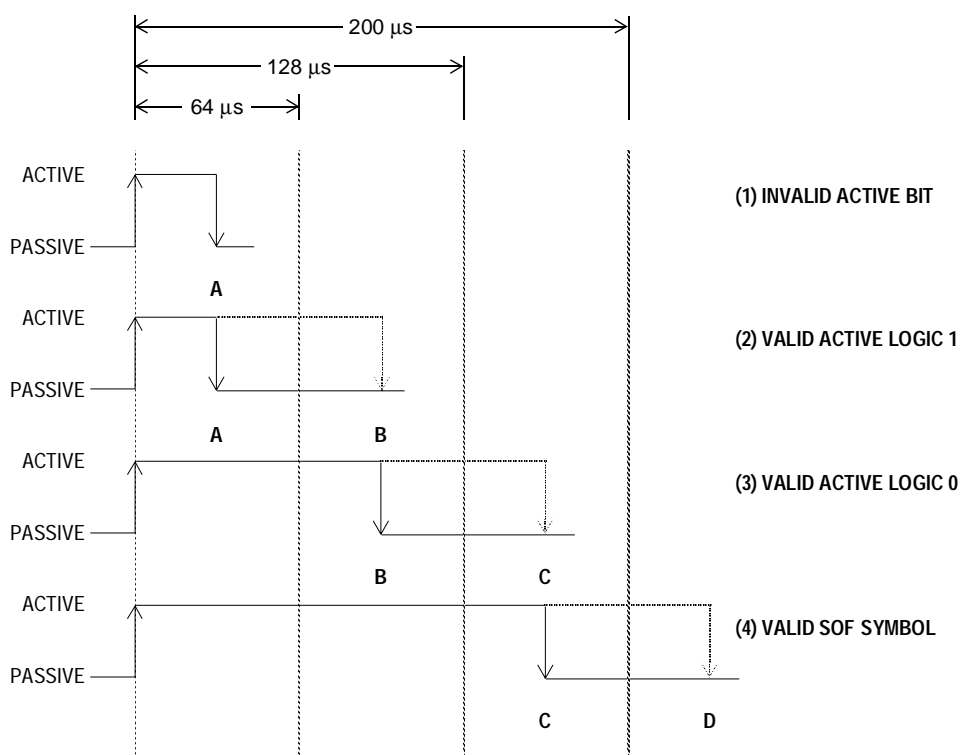 200 μs
128 μs
64 μs
ACTIVE
(1) INVALID ACTIVE BIT
PASSIVE
A
ACTIVE
(2) VALID ACTIVE LOGIC 1
PASSIVE
A B
ACTIVE
(3) VALID ACTIVE LOGIC 0
PASSIVE
B C
ACTIVE
(4) VALID SOF SYMBOL
PASSIVE
C D